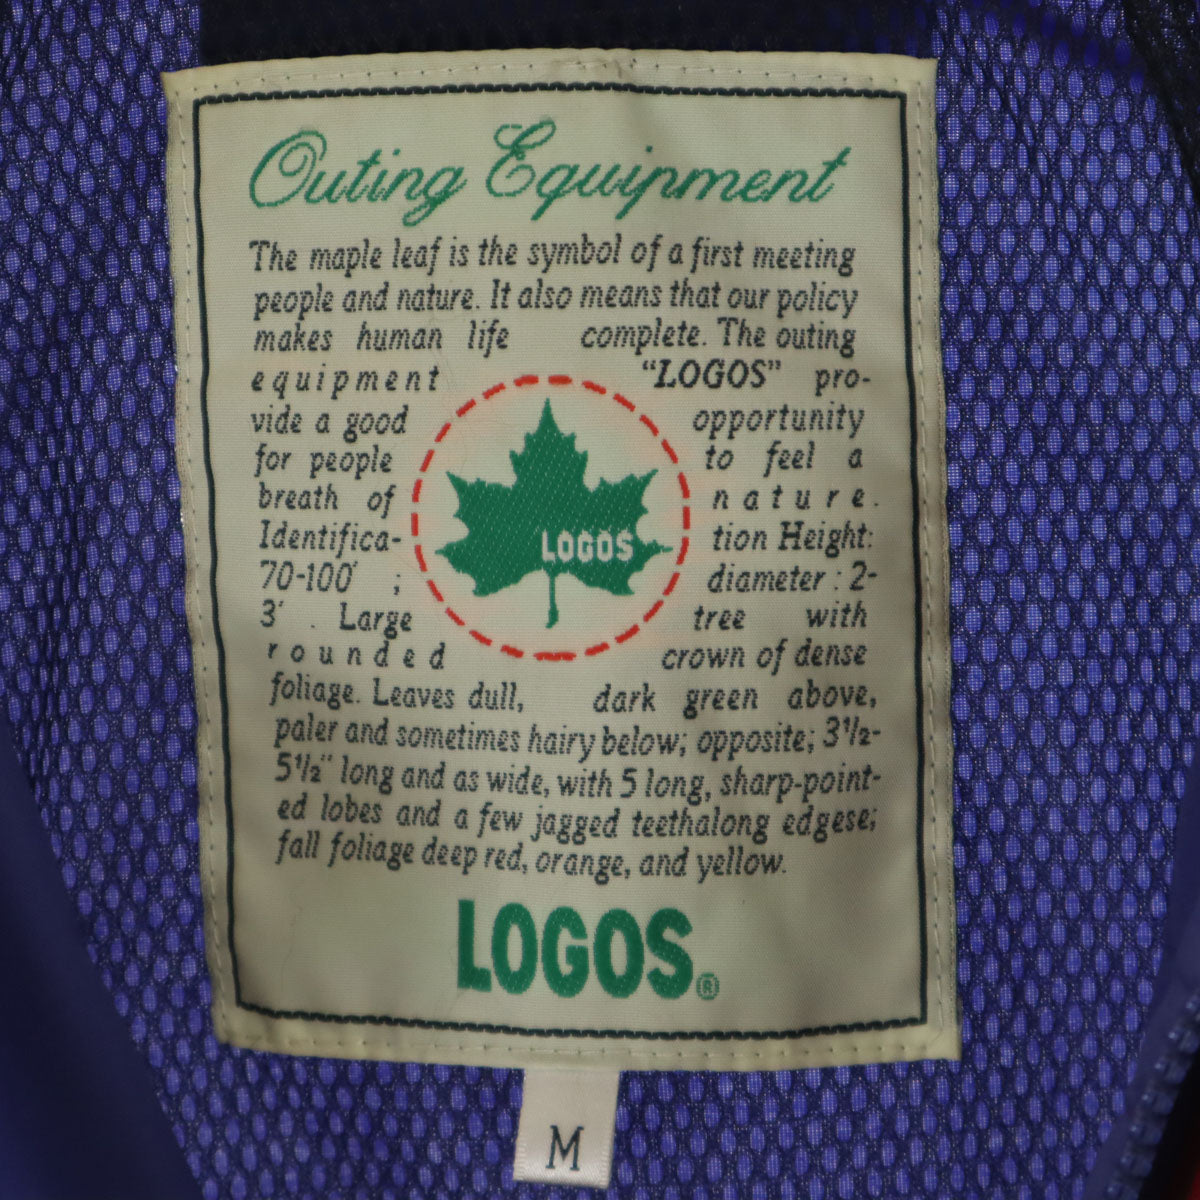 Outing Equipment
The maple leaf is the symbol of a first meeting
people and nature. It also means that our policy
makes human life complete. The outing
equipment "LOGOS" pro-
vide a good opportunity
for people to feel a
breath of nature.
Identifica- tion Height:
70-100' ; diameter : 2-
3' . Large tree with
rounded crown of dense
foliage. Leaves dull, dark green above,
paler and sometimes hairy below; opposite; 3½-
5½" long and as wide, with 5 long, sharp-point-
ed lobes and a few jagged teethalong edgese;
fall foliage deep red, orange, and yellow.
LOGOS
LOGOS®
M